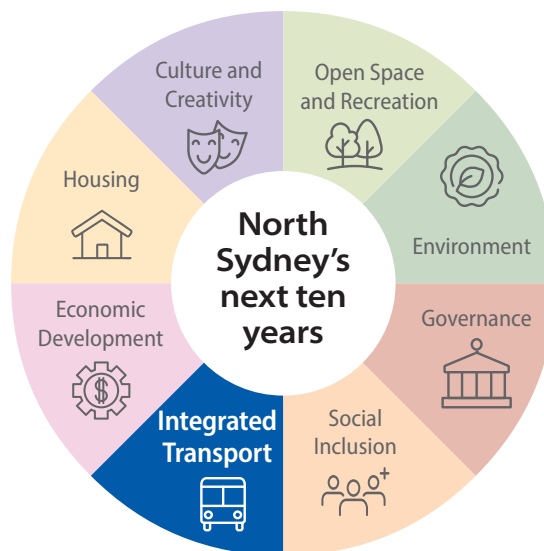 Culture and
Creativity
Open Space
and Recreation
Housing
Environment
North
Sydney's
next ten
years
Economic
Development
$
Governance
Integrated
Transport
Social
Inclusion
+